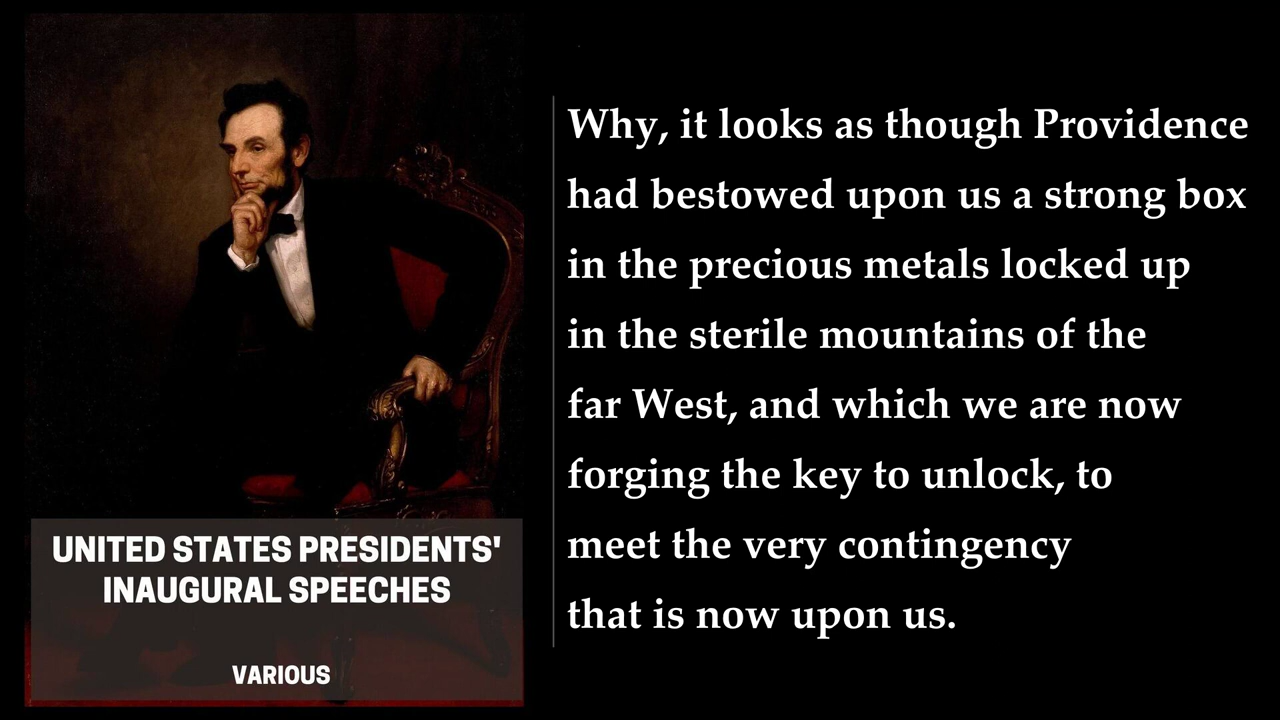 Why, it looks as though Providence
had bestowed upon us a strong box
in the precious metals locked up
in the sterile mountains of the
far West, and which we are now
forging the key to unlock, to
meet the very contingency
that is now upon us.
UNITED STATES PRESIDENTS'
INAUGURAL SPEECHES
VARIOUS